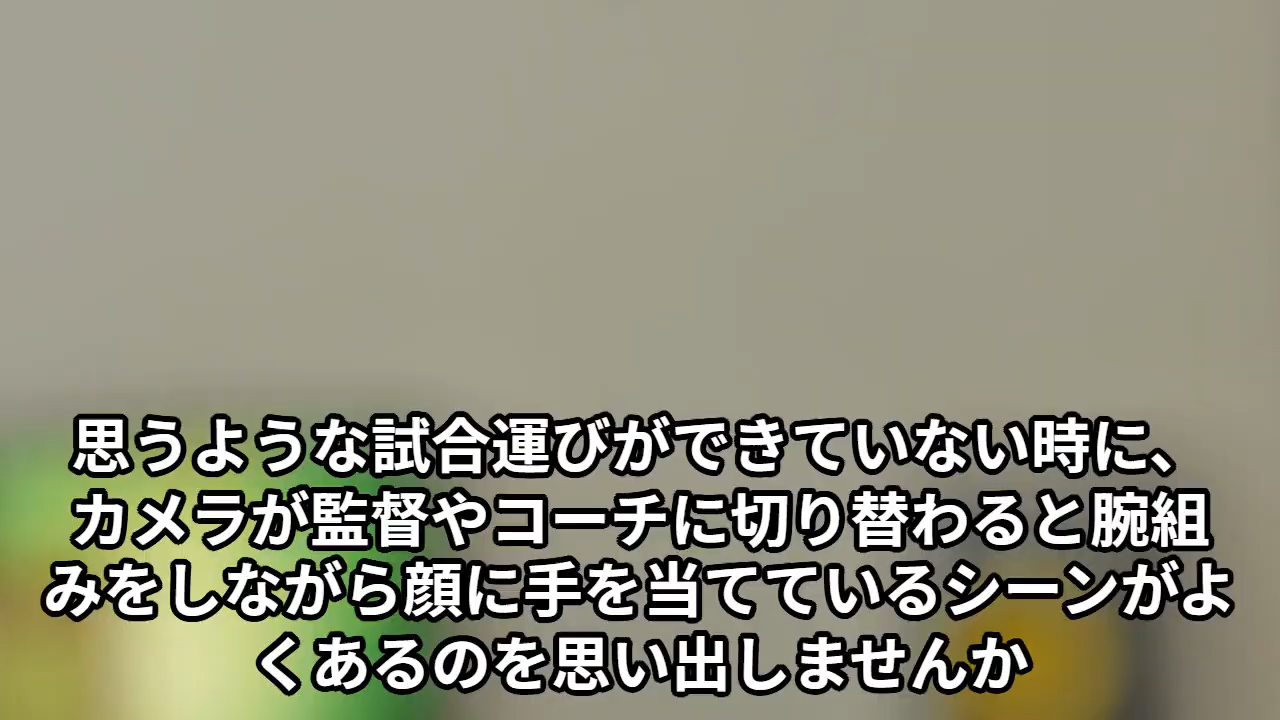 思うような試合運びができていない時に、
カメラが監督やコーチに切り替わると腕組
みをしながら顔に手を当てているシーンがよ
くあるのを思い出しませんか